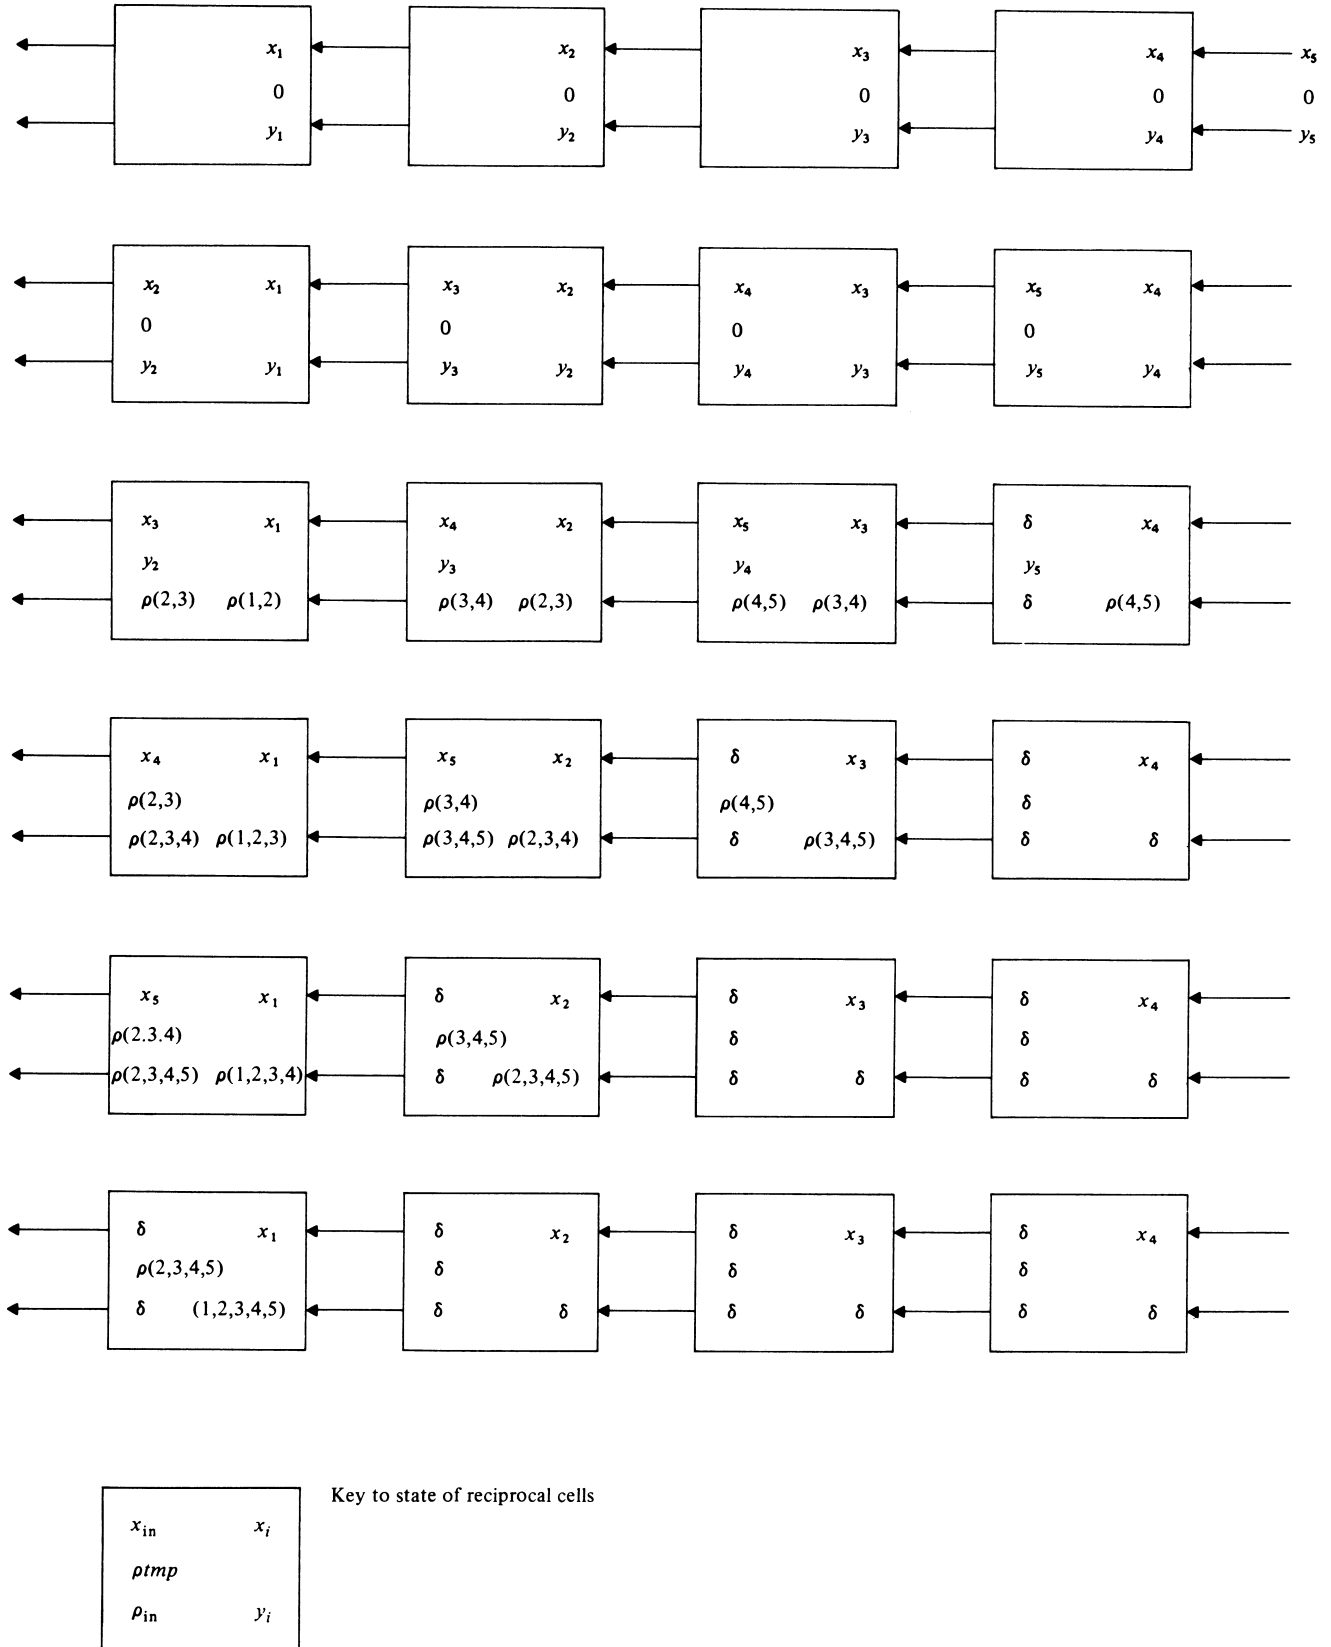 x₁ x₂ x₃ x₄ x₅
0 0 0 0 0
y₁ y₂ y₃ y₄ y₅
x₂ x₁ x₃ x₂ x₄ x₃ x₅ x₄
0 0 0 0
y₂ y₁ y₃ y₂ y₄ y₃ y₅ y₄
x₃ x₁ x₄ x₂ x₅ x₃ δ x₄
y₂ y₃ y₄ y₅
ρ(2,3) ρ(1,2) ρ(3,4) ρ(2,3) ρ(4,5) ρ(3,4) δ ρ(4,5)
x₄ x₁ x₅ x₂ δ x₃ δ x₄
ρ(2,3) ρ(3,4) ρ(4,5) δ
ρ(2,3,4) ρ(1,2,3) ρ(3,4,5) ρ(2,3,4) δ ρ(3,4,5) δ δ
x₅ x₁ δ x₂ δ x₃ δ x₄
ρ(2.3.4) ρ(3,4,5) δ δ
ρ(2,3,4,5) ρ(1,2,3,4) δ ρ(2,3,4,5) δ δ δ δ
δ x₁ δ x₂ δ x₃ δ x₄
ρ(2,3,4,5) δ δ δ
δ (1,2,3,4,5) δ δ δ δ δ δ
Key to state of reciprocal cells
x_in x_i
ρtmp
ρ_in y_i